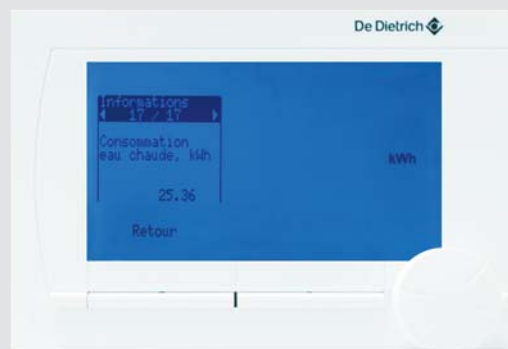 De Dietrich
Informations
17 / 17
Consommation
eau chaude, kWh
kWh
25.36
Retour